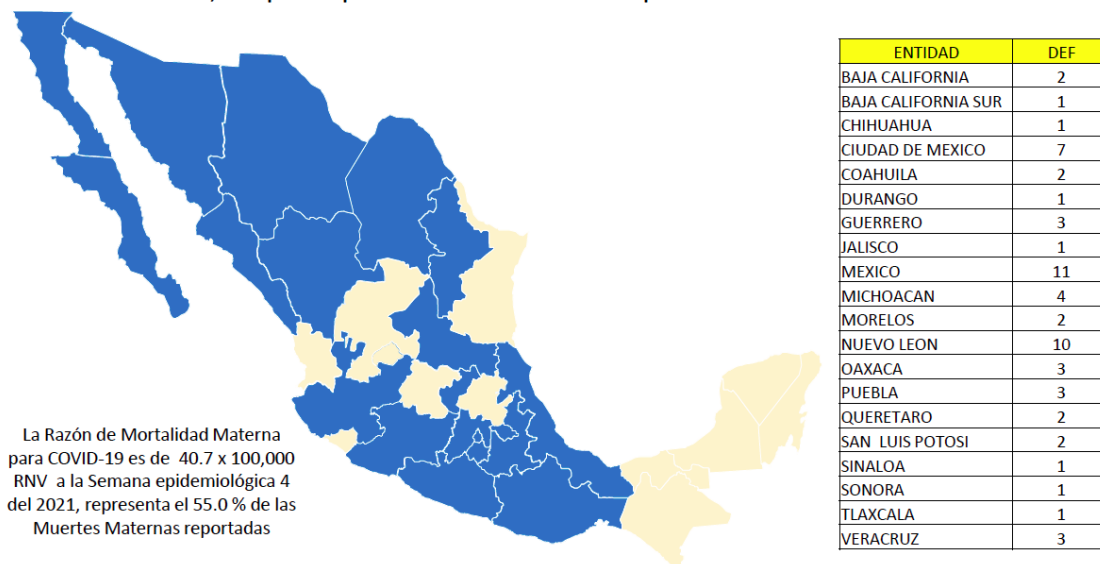 ENTIDAD DEF
BAJA CALIFORNIA 2
BAJA CALIFORNIA SUR 1
CHIHUAHUA 1
CIUDAD DE MEXICO 7
COAHUILA 2
DURANGO 1
GUERRERO 3
JALISCO 1
MEXICO 11
MICHOACAN 4
MORELOS 2
NUEVO LEON 10
OAXACA 3
PUEBLA 3
QUERETARO 2
SAN LUIS POTOSI 2
SINALOA 1
SONORA 1
TLAXCALA 1
VERACRUZ 3
La Razón de Mortalidad Materna
para COVID-19 es de 40.7 x 100,000
RNV a la Semana epidemiológica 4
del 2021, representa el 55.0 % de las
Muertes Maternas reportadas